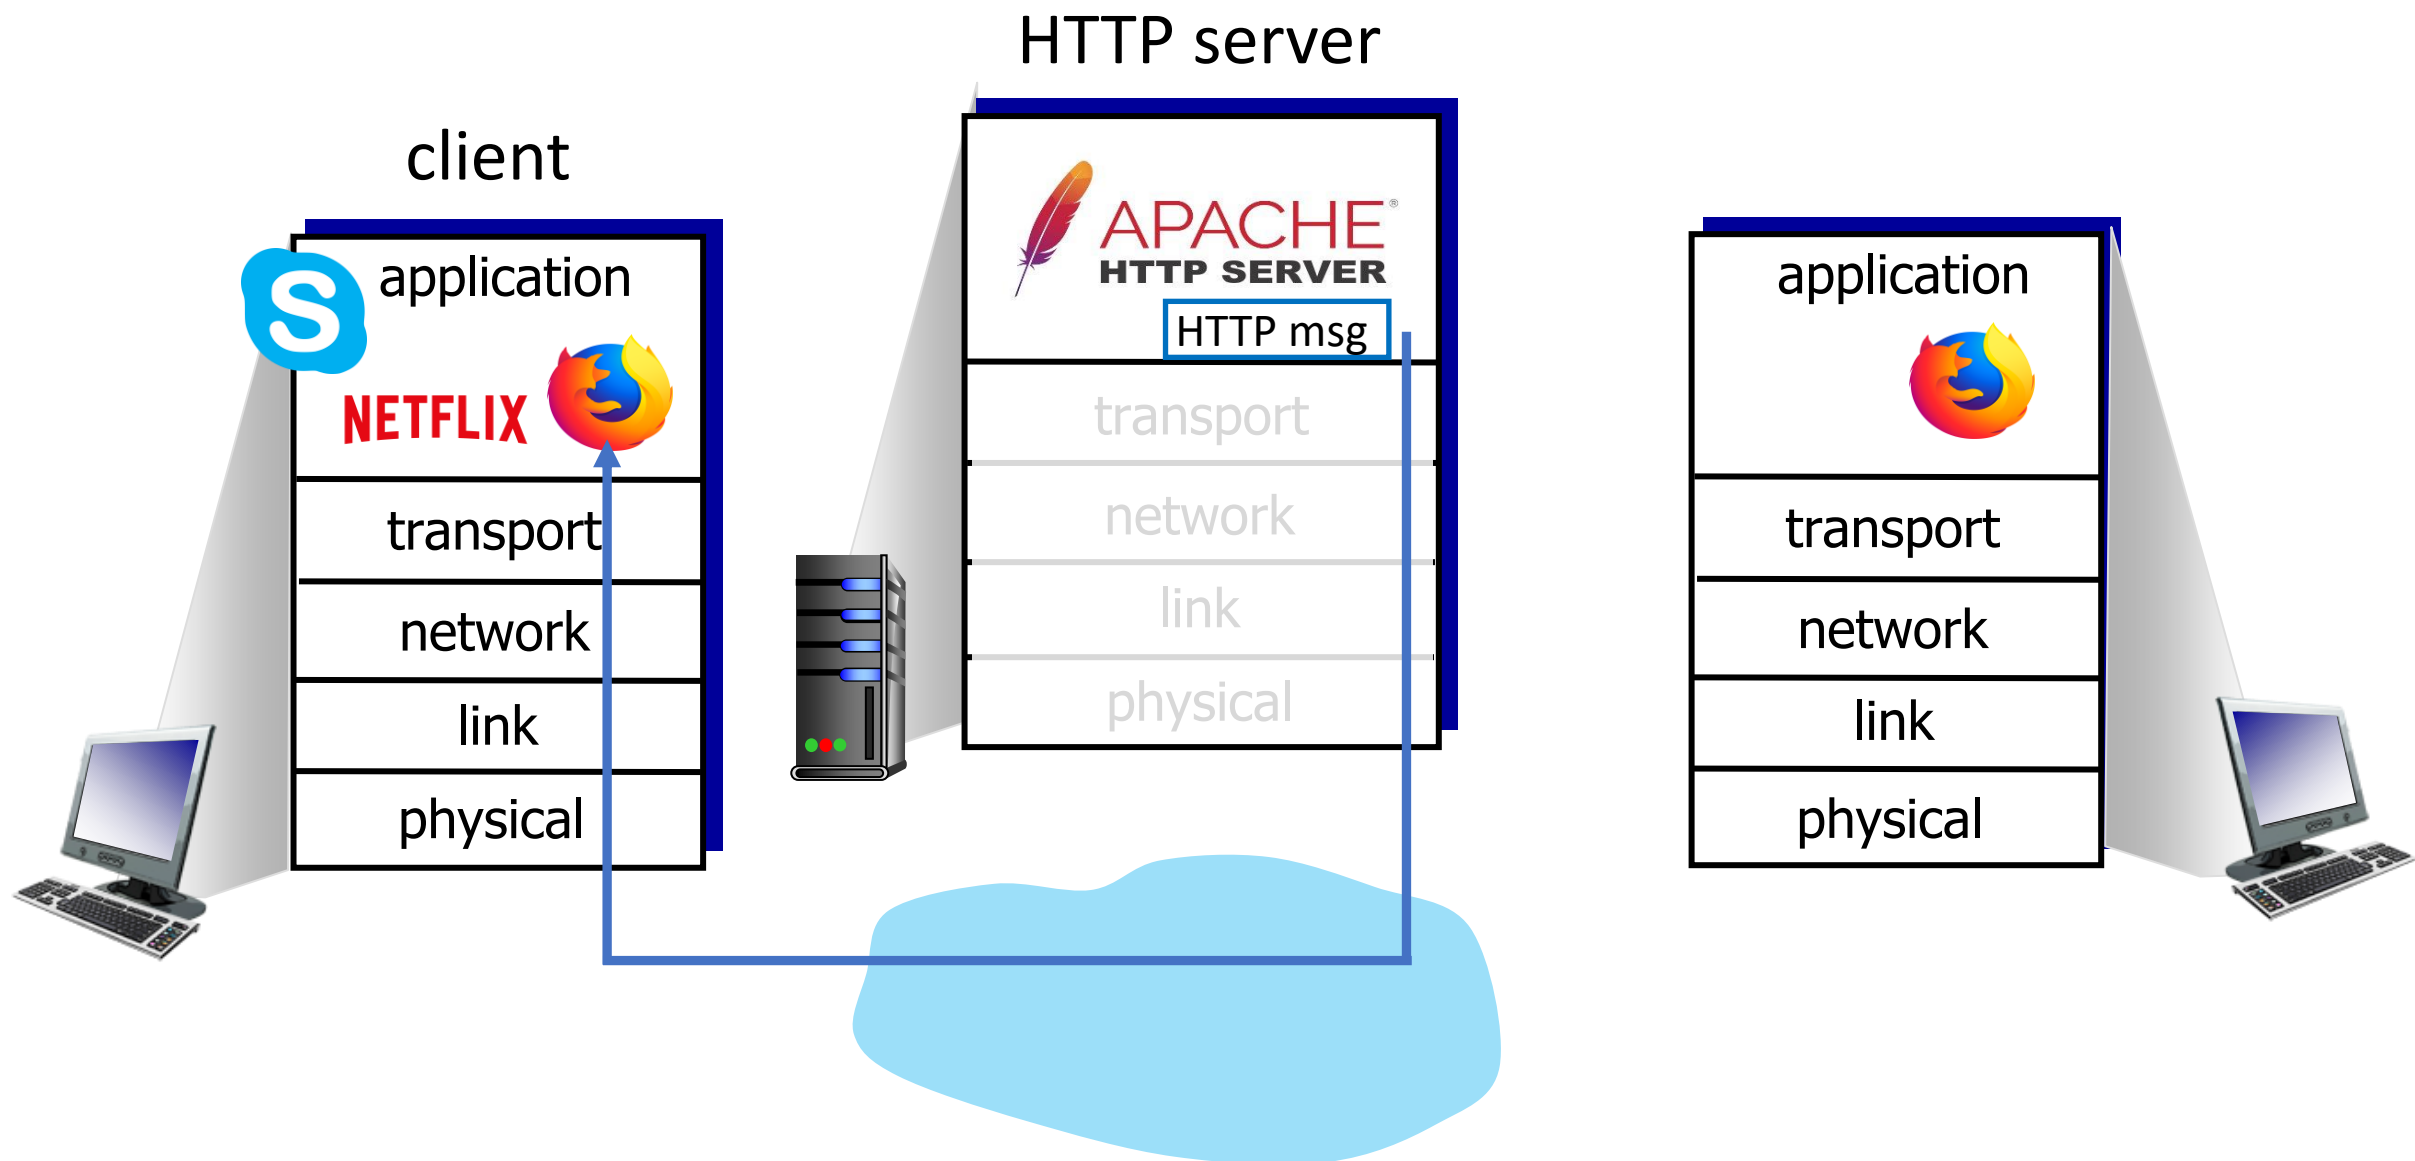 HTTP server
client
application
S
NETFLIX
transport
network
link
physical
APACHE®
HTTP SERVER
HTTP msg
transport
network
link
physical
application
transport
network
link
physical